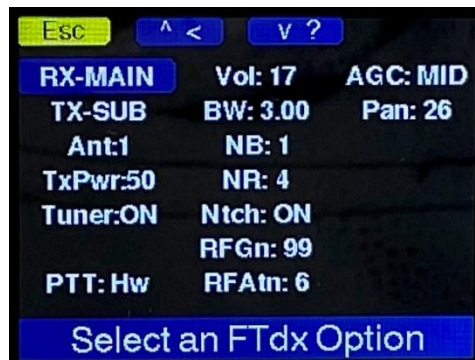 Esc ^ < v ?
RX-MAIN Vol: 17 AGC: MID
TX-SUB BW: 3.00 Pan: 26
Ant:1 NB: 1
TxPwr:50 NR: 4
Tuner:ON Ntch: ON
RFGn: 99
PTT: Hw RFAtn: 6
Select an FTdx Option